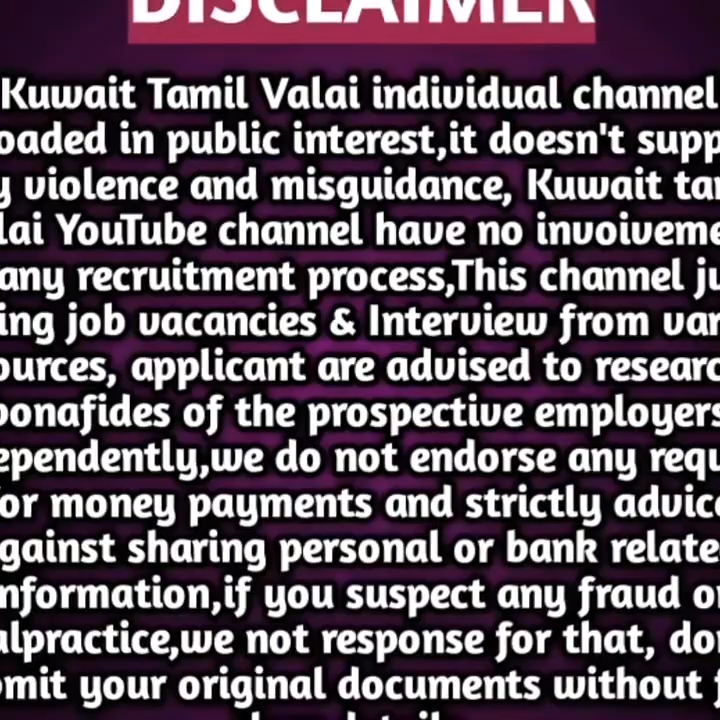 DISCLAIMER
Kuwait Tamil Valai individual channel
oaded in public interest,it doesn't supp
y violence and misguidance, Kuwait ta
lai YouTube channel have no invoiveme
any recruitment process,This channel ju
ing job vacancies & Interview from var
ources, applicant are advised to researc
bonafides of the prospective employers
ependently,we do not endorse any requ
or money payments and strictly advice
gainst sharing personal or bank relate
nformation,if you suspect any fraud o
alpractice,we not response for that, do
mit your original documents without f